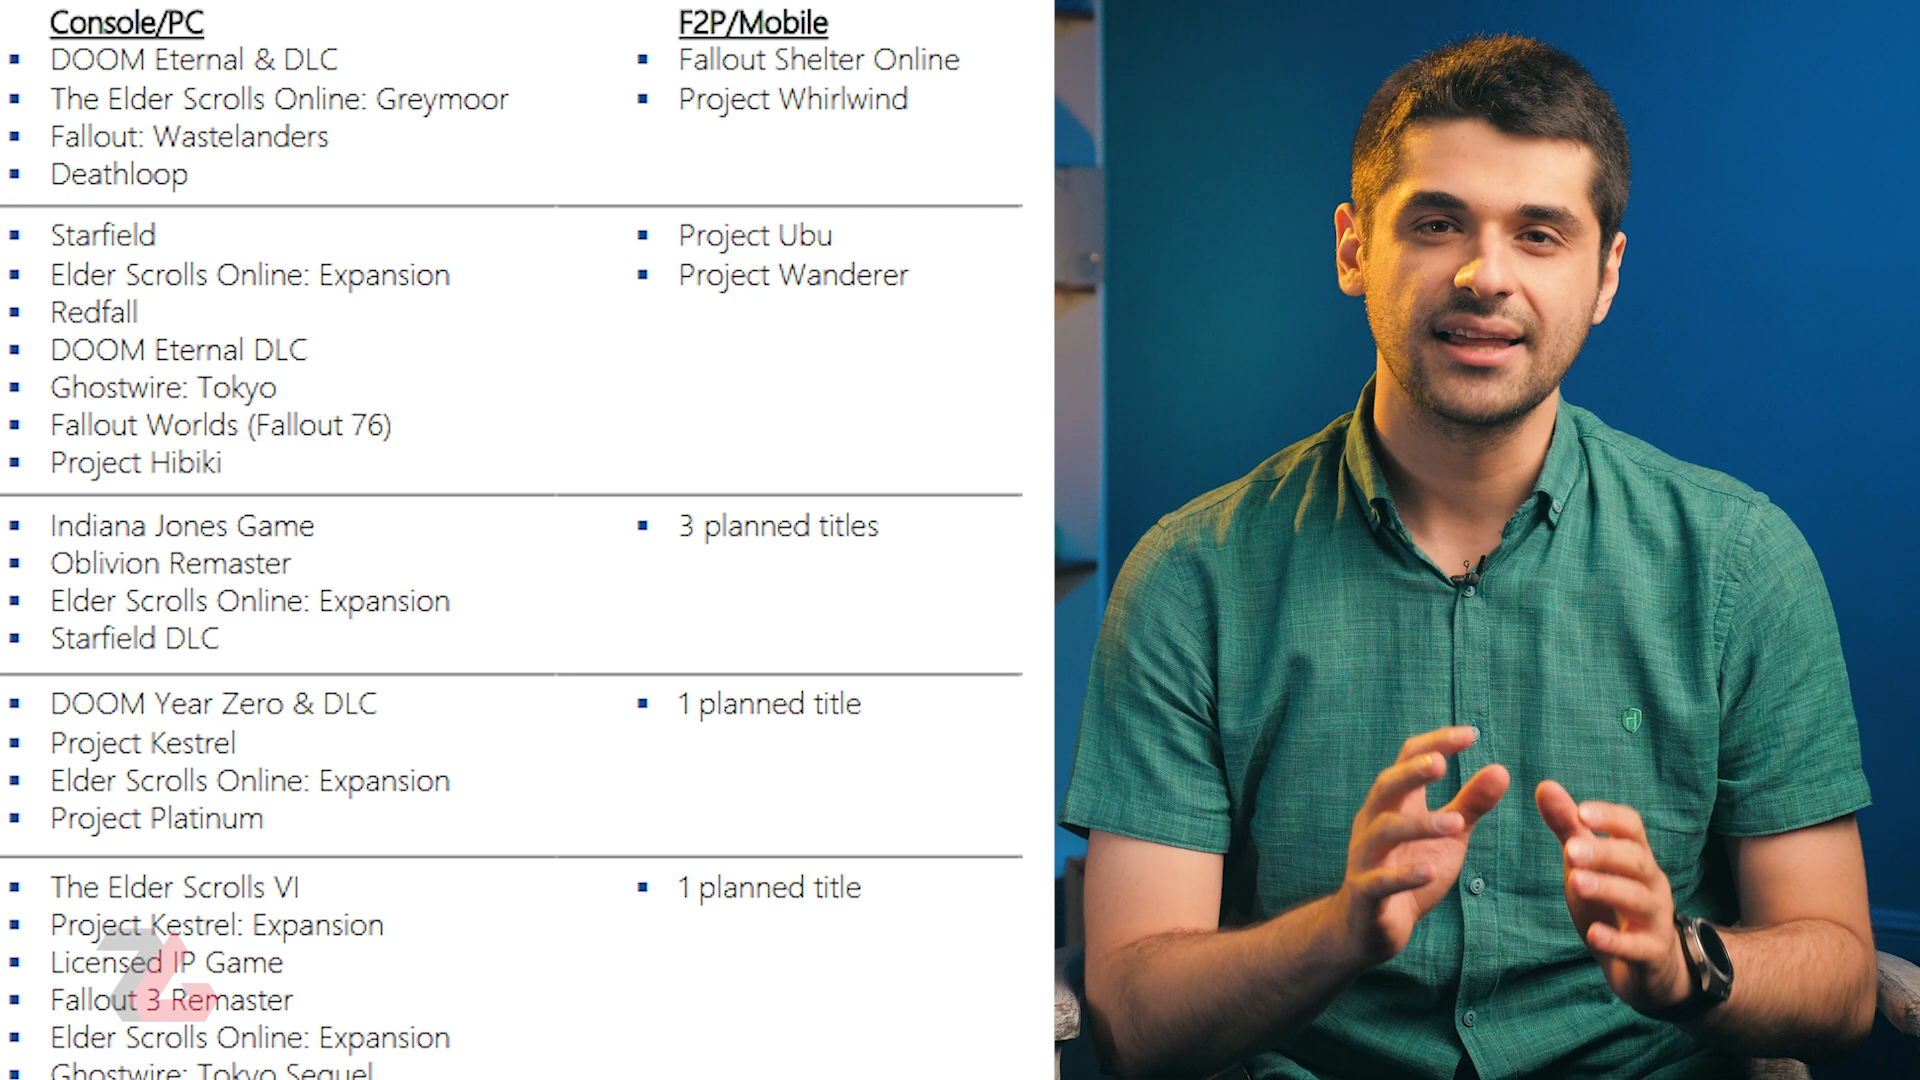 Console/PC
F2P/Mobile
DOOM Eternal & DLC
Fallout Shelter Online
The Elder Scrolls Online: Greymoor
Project Whirlwind
Fallout: Wastelanders
Deathloop
Starfield
Project Ubu
Elder Scrolls Online: Expansion
Project Wanderer
Redfall
DOOM Eternal DLC
Ghostwire: Tokyo
Fallout Worlds (Fallout 76)
Project Hibiki
Indiana Jones Game
3 planned titles
Oblivion Remaster
Elder Scrolls Online: Expansion
Starfield DLC
DOOM Year Zero & DLC
1 planned title
Project Kestrel
Elder Scrolls Online: Expansion
Project Platinum
The Elder Scrolls VI
1 planned title
Project Kestrel: Expansion
Licensed IP Game
Fallout 3 Remaster
Elder Scrolls Online: Expansion
Ghostwire: Tokyo Sequel